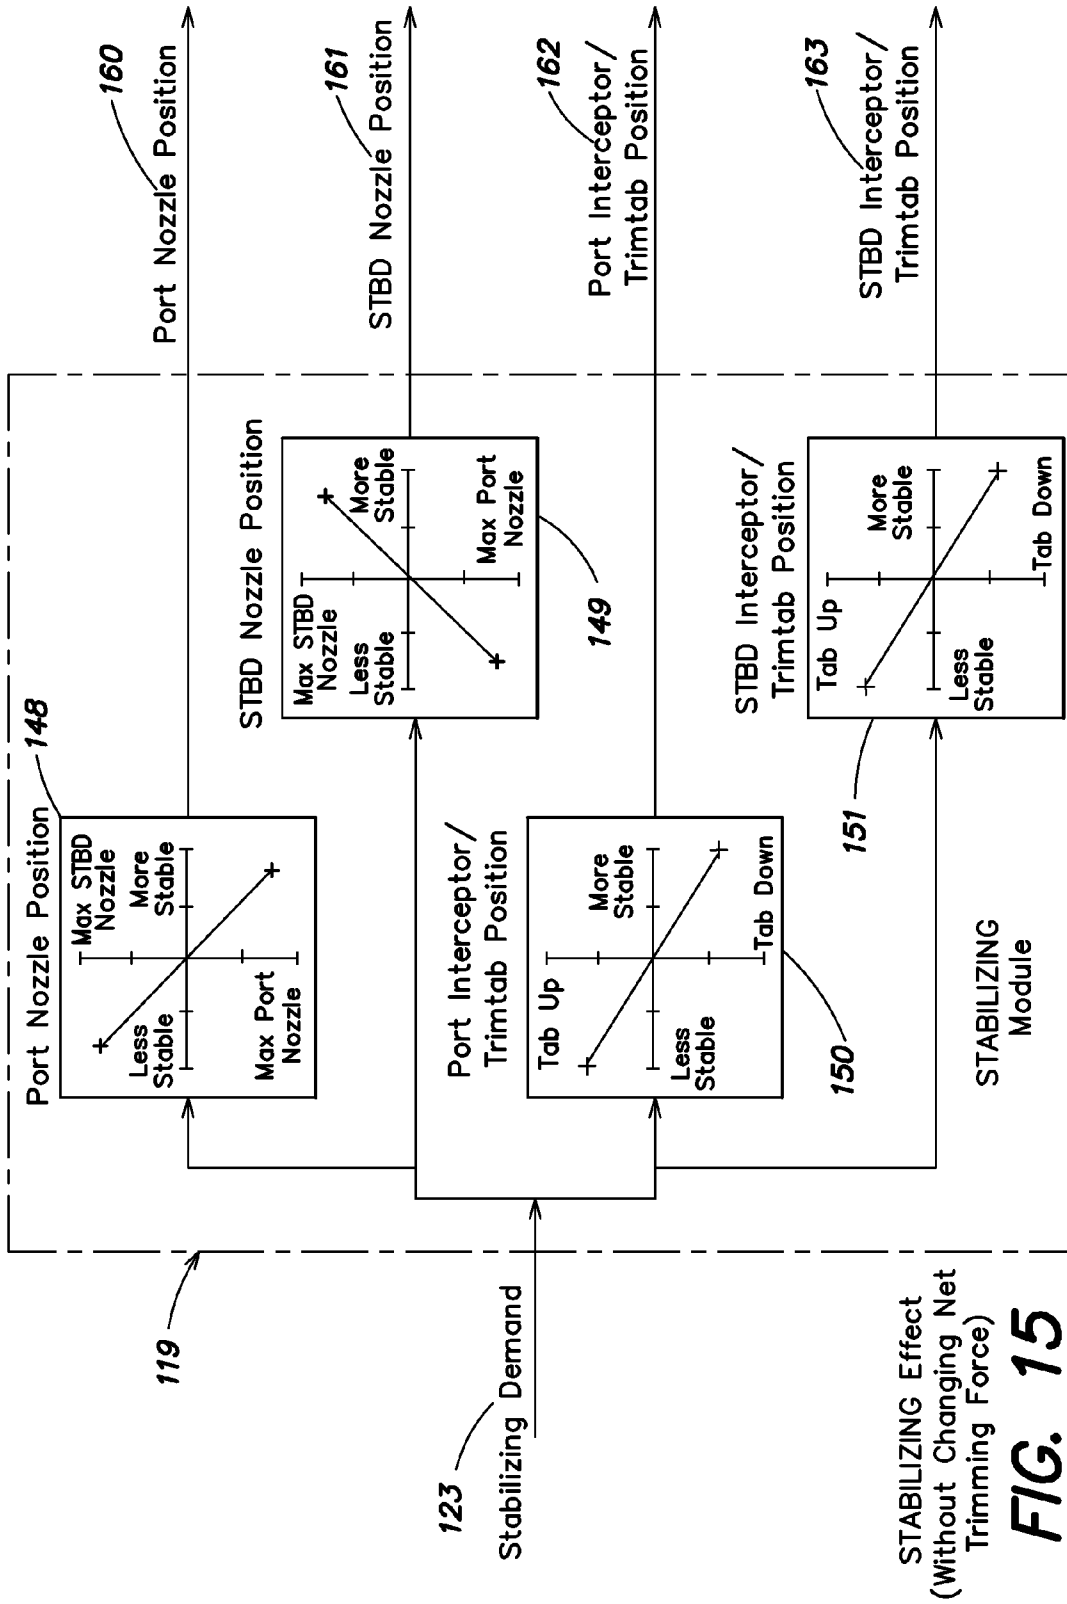 Port Nozzle Position
148
Max STBD
Nozzle
Less
Stable
More
Stable
Max Port
Nozzle
Port Nozzle Position
160
STBD Nozzle Position
Max STBD
Nozzle
Less
Stable
More
Stable
Max Port
Nozzle
149
STBD Nozzle Position
161
119
123
Stabilizing Demand
Port Interceptor/
Trimtab Position
Tab Up
More
Stable
Less
Stable
Tab Down
150
Port Interceptor/
Trimtab Position
162
STBD Interceptor/
Trimtab Position
Tab Up
More
Stable
Less
Stable
Tab Down
151
STBD Interceptor/
Trimtab Position
163
STABILIZING
Module
STABILIZING Effect
(Without Changing Net
Trimming Force)
FIG. 15